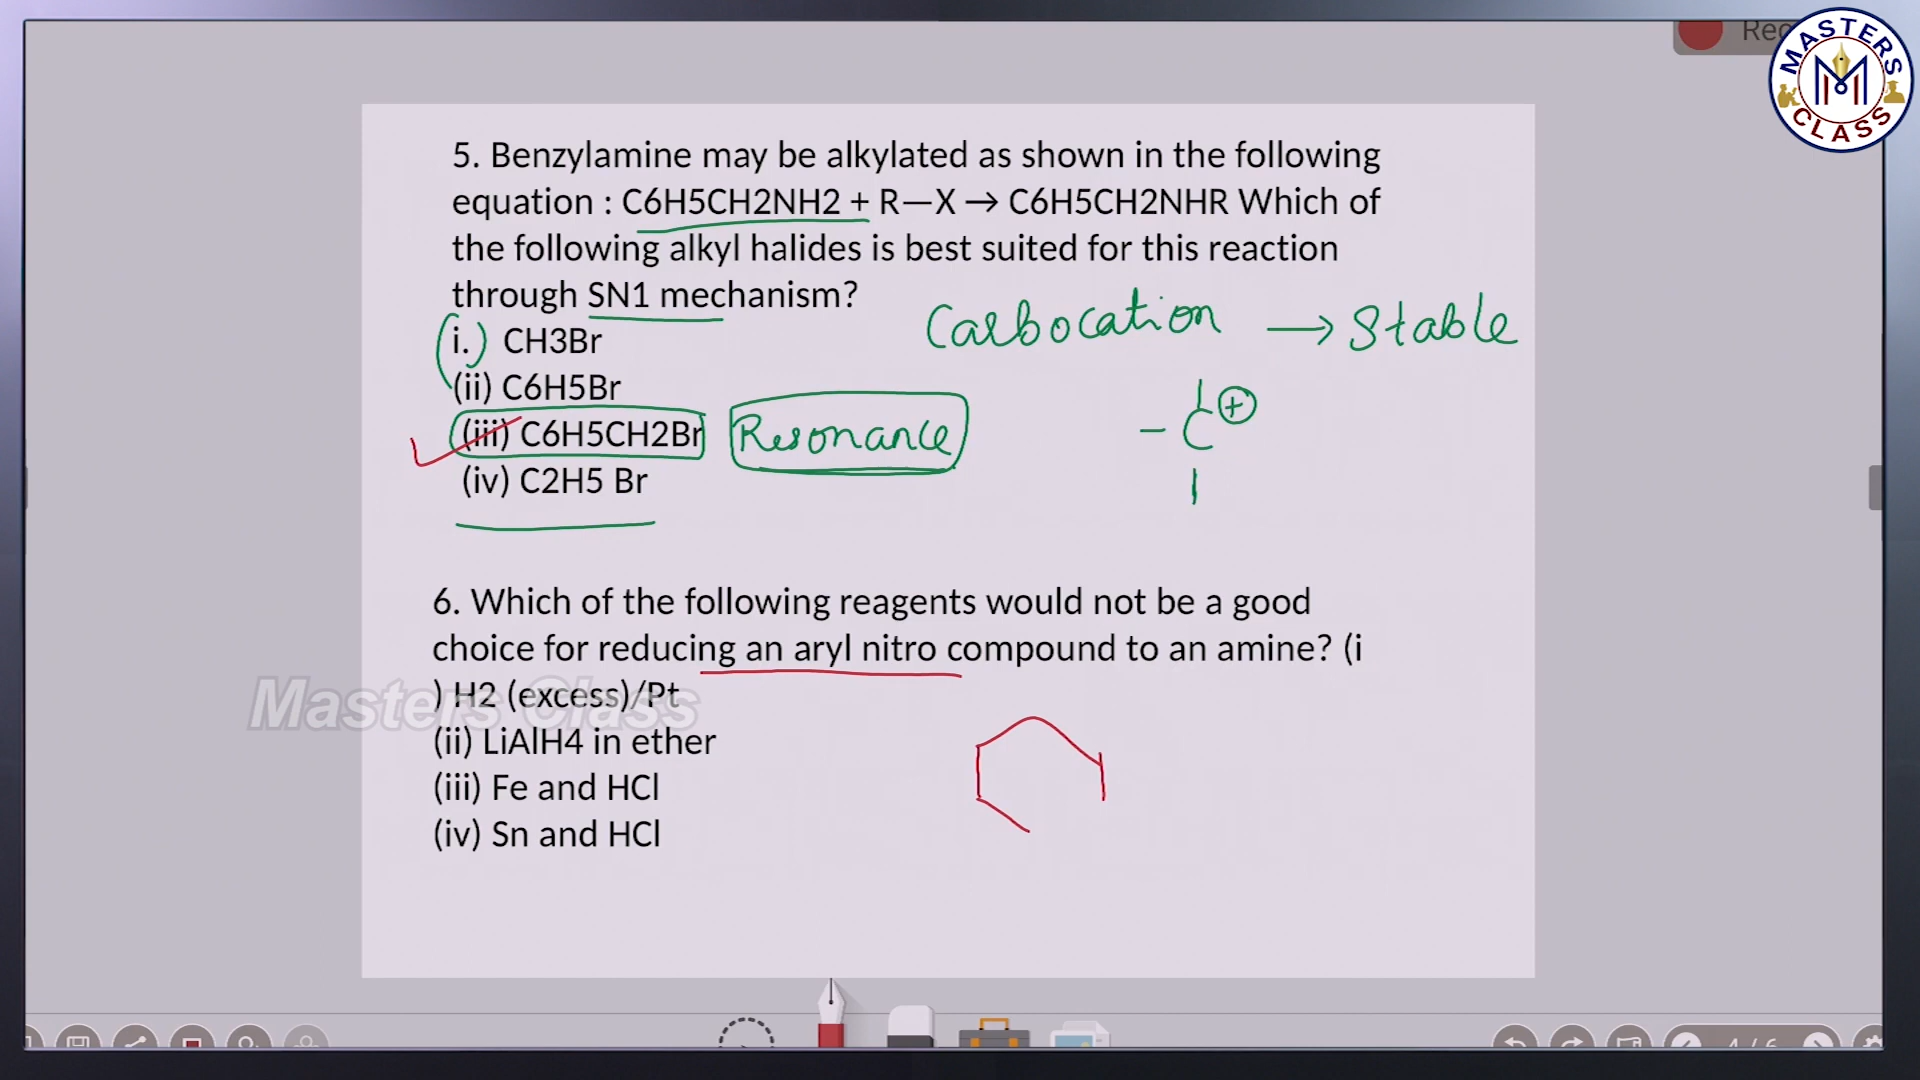 Rec
MASTERS
CLASS
5. Benzylamine may be alkylated as shown in the following
equation : C6H5CH2NH2 + R—X → C6H5CH2NHR Which of
the following alkyl halides is best suited for this reaction
through SN1 mechanism?
Carbocation → Stable
i.) CH3Br
(ii) C6H5Br
(iii) C6H5CH2Br Resonance
– C +
(iv) C2H5 Br
6. Which of the following reagents would not be a good
choice for reducing an aryl nitro compound to an amine? (i
) H2 (excess)/Pt
Masters Class
(ii) LiAlH4 in ether
(iii) Fe and HCl
(iv) Sn and HCl
4 / 6